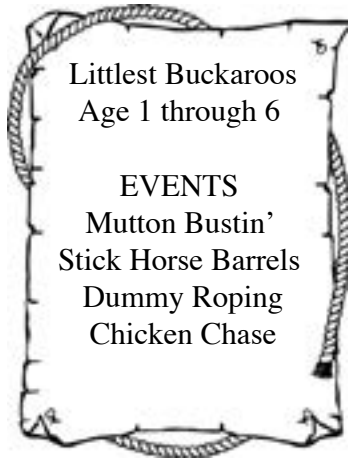 Littlest Buckaroos
Age 1 through 6
EVENTS
Mutton Bustin’
Stick Horse Barrels
Dummy Roping
Chicken Chase